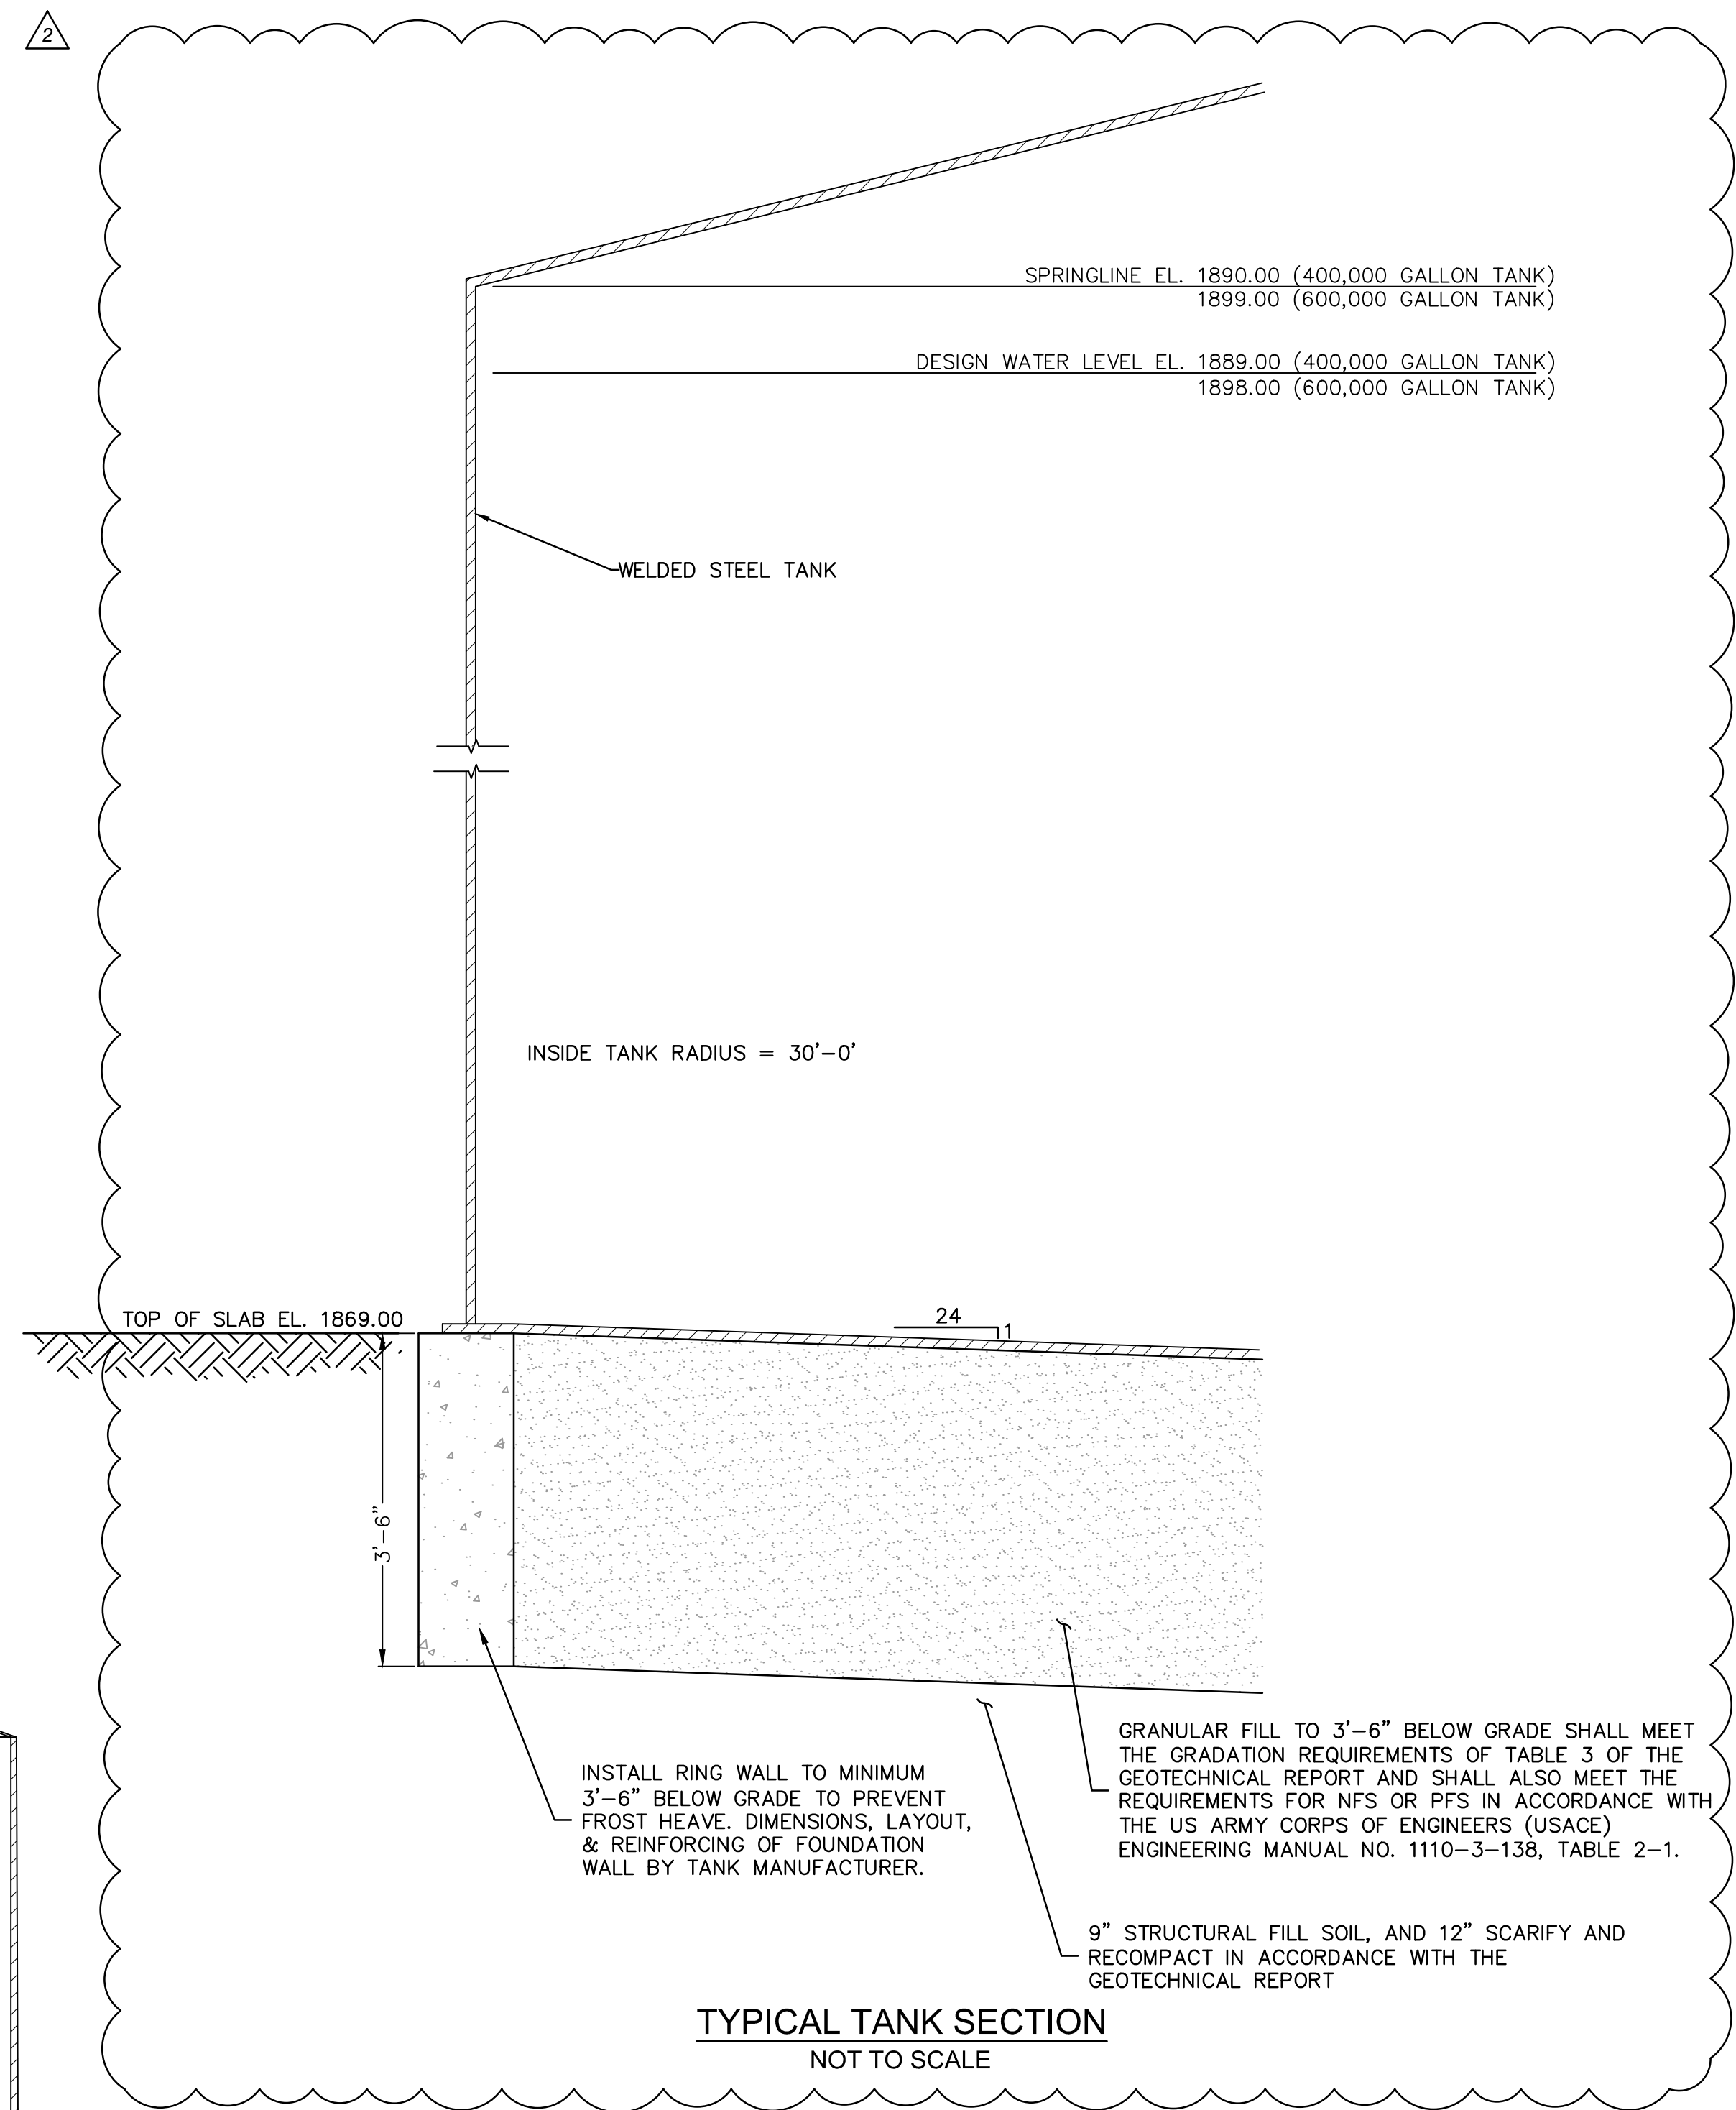 2
SPRINGLINE EL. 1890.00 (400,000 GALLON TANK)
1899.00 (600,000 GALLON TANK)
DESIGN WATER LEVEL EL. 1889.00 (400,000 GALLON TANK)
1898.00 (600,000 GALLON TANK)
WELDED STEEL TANK
INSIDE TANK RADIUS = 30'-0'
TOP OF SLAB EL. 1869.00
24
1
3'-6"
GRANULAR FILL TO 3'-6" BELOW GRADE SHALL MEET
THE GRADATION REQUIREMENTS OF TABLE 3 OF THE
GEOTECHNICAL REPORT AND SHALL ALSO MEET THE
REQUIREMENTS FOR NFS OR PFS IN ACCORDANCE WITH
THE US ARMY CORPS OF ENGINEERS (USACE)
ENGINEERING MANUAL NO. 1110-3-138, TABLE 2-1.
INSTALL RING WALL TO MINIMUM
3'-6" BELOW GRADE TO PREVENT
FROST HEAVE. DIMENSIONS, LAYOUT,
& REINFORCING OF FOUNDATION
WALL BY TANK MANUFACTURER.
9" STRUCTURAL FILL SOIL, AND 12" SCARIFY AND
RECOMPACT IN ACCORDANCE WITH THE
GEOTECHNICAL REPORT
TYPICAL TANK SECTION
NOT TO SCALE